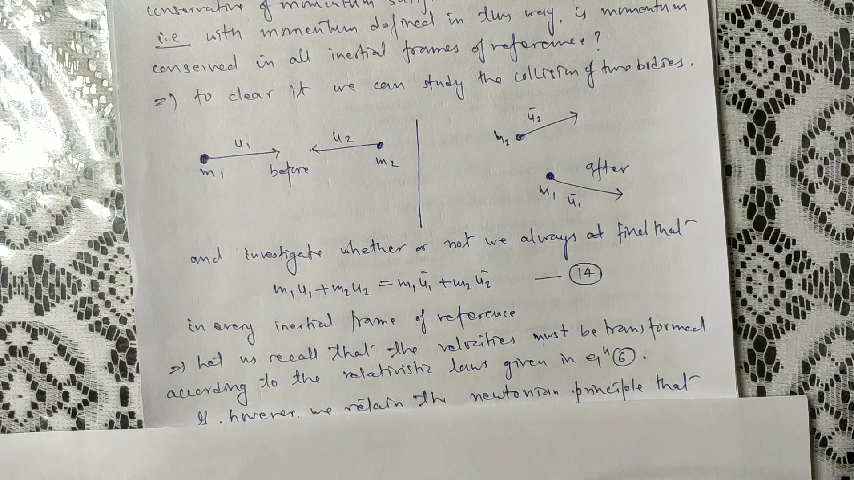 conservative of momentum
i.e with momentum defined in this way, is momentum
conserved in all inertial frames of reference?
=> to clear it we can study the collision of two bodies.
u1 u2
m1 before m2
m2 ū2
after
m1 ū1
and investigate whether or not we always at find that
m1u1 + m2u2 = m1ū1 + m2ū2 — 14
in every inertial frame of reference
=> Let us recall that the velocities must be transformed
according to the relativistic laws given in eqn 6.
If, however, we retain the newtonian principle that